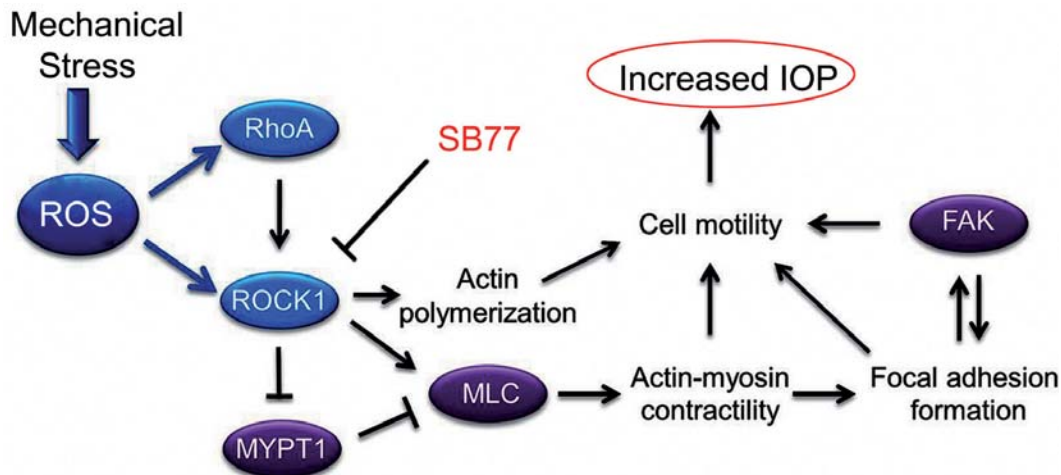 Mechanical
Stress
Increased IOP
RhoA
SB77
ROS
Cell motility
FAK
ROCK1
Actin
polymerization
MLC
Actin-myosin
contractility
Focal adhesion
formation
MYPT1